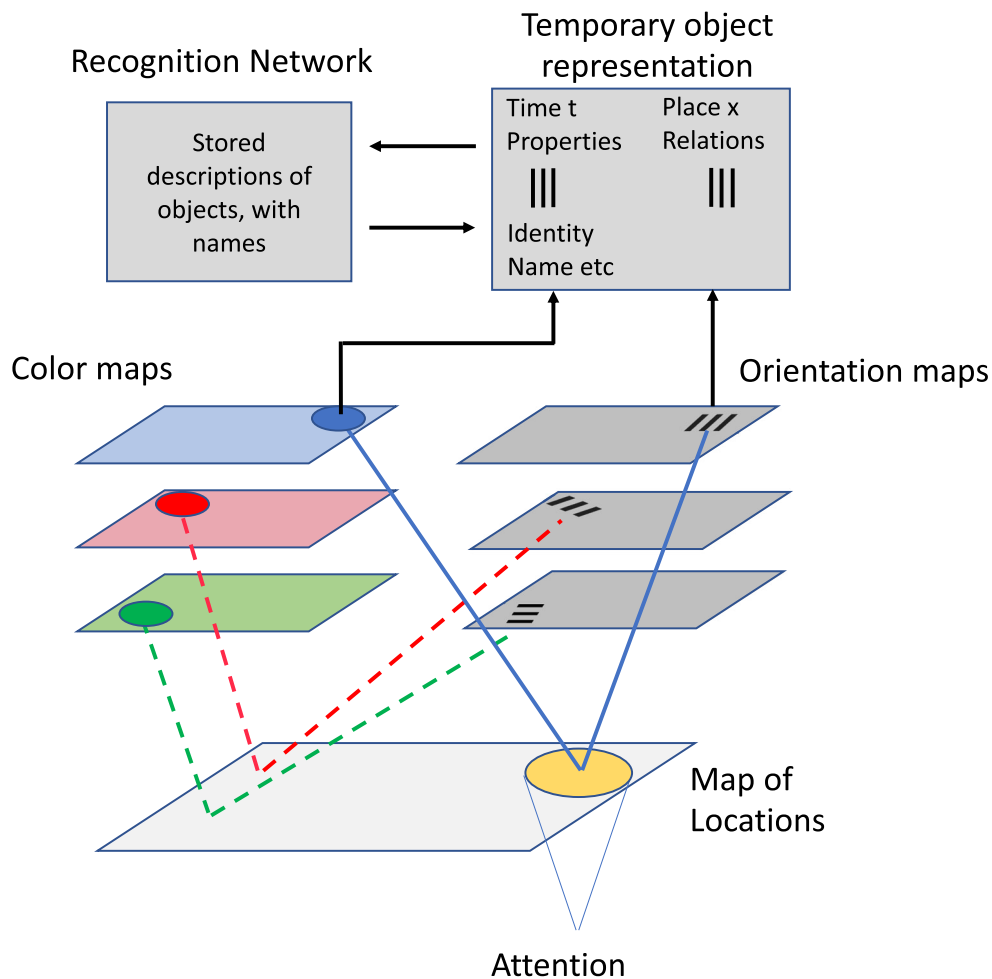 Temporary object
representation
Recognition Network
Stored
descriptions of
objects, with
names
Time t
Properties
Place x
Relations
Identity
Name etc
Color maps
Orientation maps
Map of
Locations
Attention